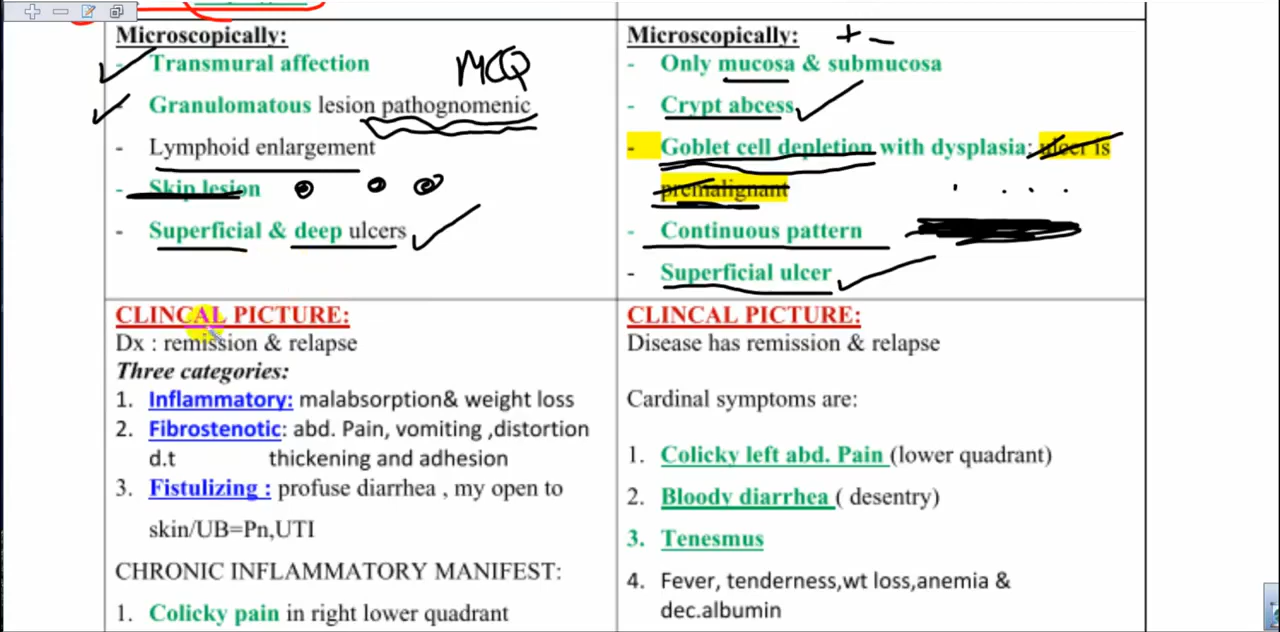 Microscopically:
- Transmural affection
MCQ
- Granulomatous lesion pathognomenic
- Lymphoid enlargement
- Skip lesion
- Superficial & deep ulcers
CLINCAL PICTURE:
Dx : remission & relapse
Three categories:
1. Inflammatory: malabsorption& weight loss
2. Fibrostenotic: abd. Pain, vomiting ,distortion
d.t thickening and adhesion
3. Fistulizing : profuse diarrhea , my open to
skin/UB=Pn,UTI
CHRONIC INFLAMMATORY MANIFEST:
1. Colicky pain in right lower quadrant
Microscopically: + -
- Only mucosa & submucosa
- Crypt abcess
- Goblet cell depletion with dysplasia: ulcer is
premalignant
- Continuous pattern
- Superficial ulcer
CLINCAL PICTURE:
Disease has remission & relapse
Cardinal symptoms are:
1. Colicky left abd. Pain (lower quadrant)
2. Bloody diarrhea ( desentry)
3. Tenesmus
4. Fever, tenderness,wt loss,anemia &
dec.albumin